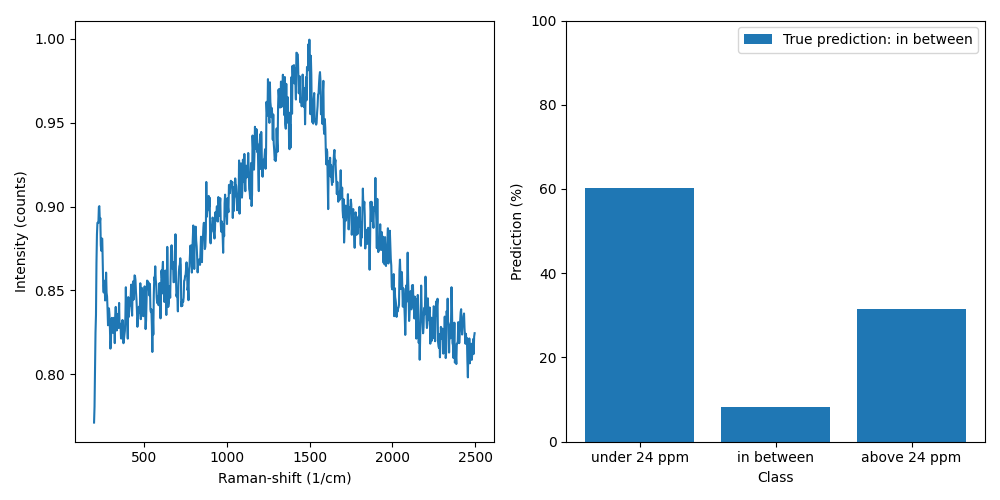 1.00
0.95
0.90
0.85
0.80
Intensity (counts)
500
1000
1500
2000
2500
Raman-shift (1/cm)
100
80
60
40
20
0
Prediction (%)
True prediction: in between
under 24 ppm
in between
above 24 ppm
Class